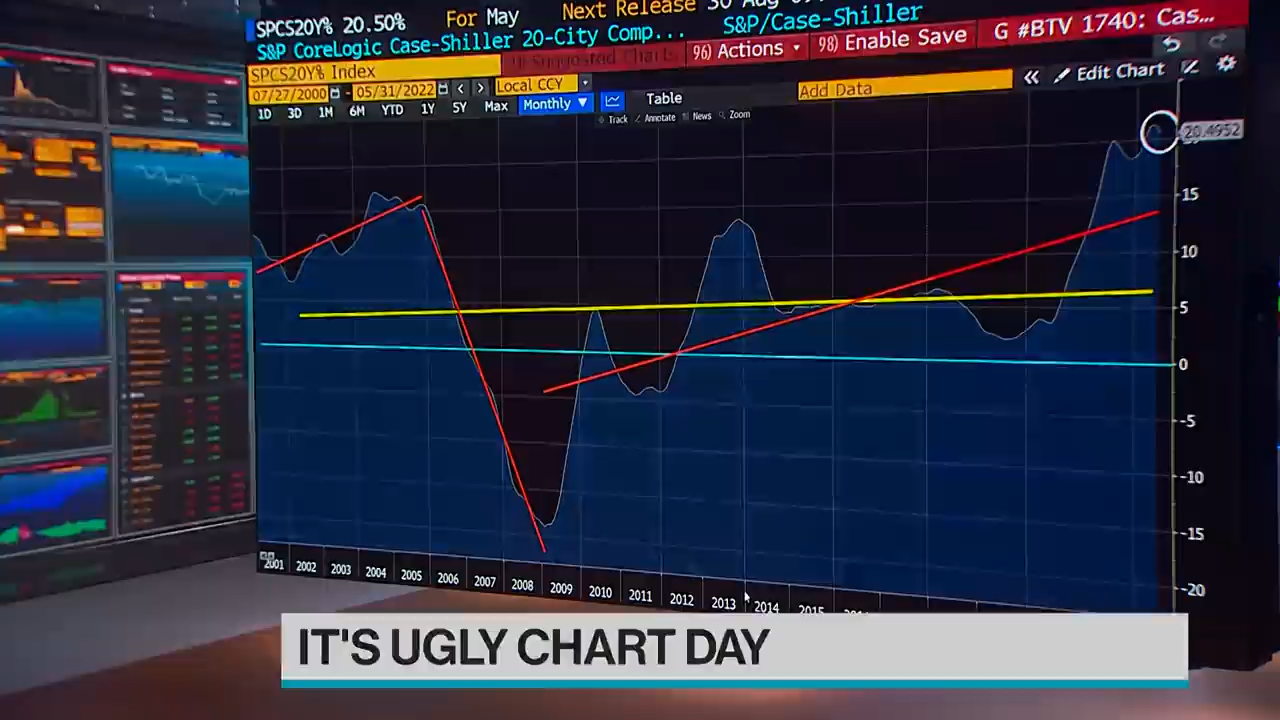 SPCS20Y% 20.50% For May Next Release 30 Aug
S&P CoreLogic Case-Shiller 20-City Comp... S&P/Case-Shiller
SPCS20Y% Index Suggested Charts 96) Actions 98) Enable Save G #BTV 1740: Cas...
07/27/2000 - 05/31/2022 Local CCY Add Data Edit Chart
1D 3D 1M 6M YTD 1Y 5Y Max Monthly Table
Track Annotate News Zoom
20.4952
15
10
5
0
-5
-10
-15
-20
2001 2002 2003 2004 2005 2006 2007 2008 2009 2010 2011 2012 2013 2014 2015
IT'S UGLY CHART DAY